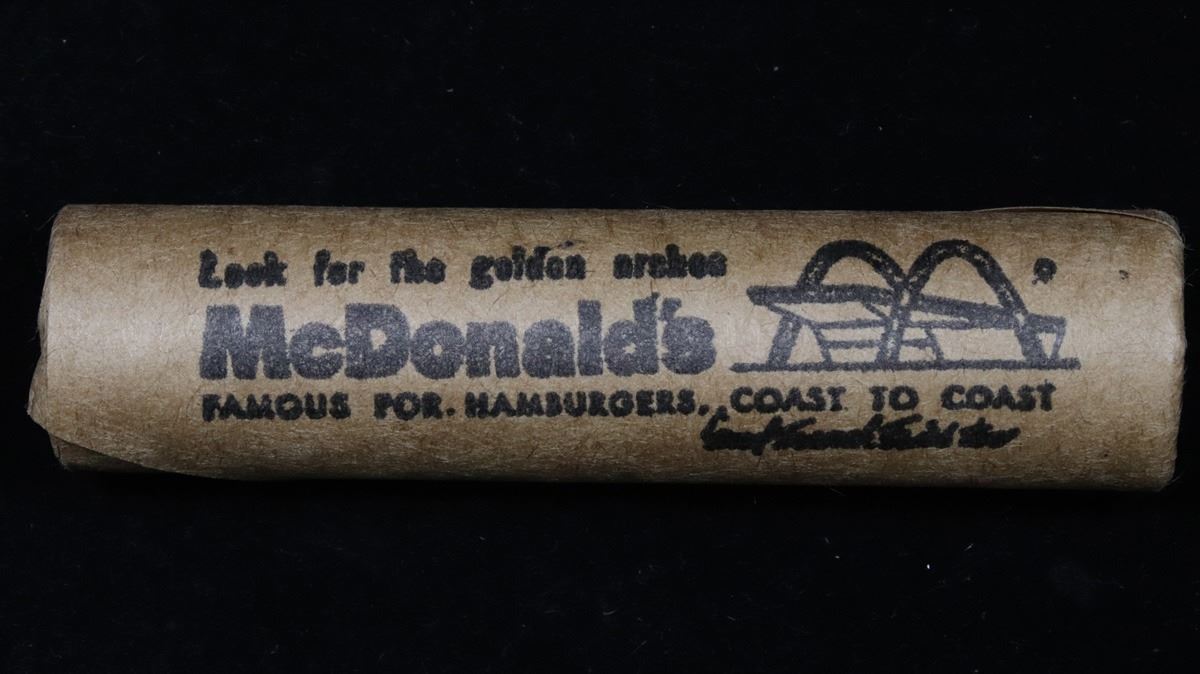 Look for the golden arches
McDonald's
FAMOUS FOR. HAMBURGERS, COAST TO COAST